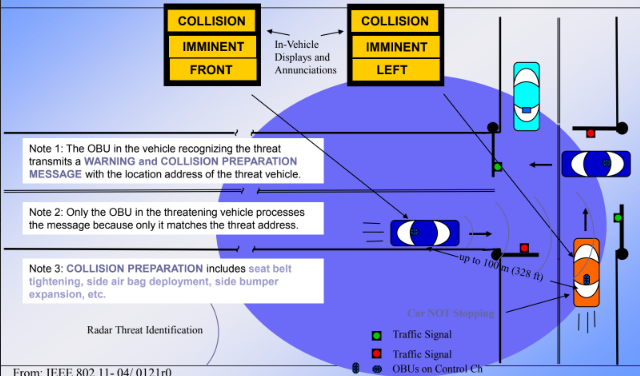 COLLISION
IMMINENT
FRONT
COLLISION
IMMINENT
LEFT
In-Vehicle
Displays and
Annunciations
Note 1: The OBU in the vehicle recognizing the threat
transmits a WARNING and COLLISION PREPARATION
MESSAGE with the location address of the threat vehicle.
Note 2: Only the OBU in the threatening vehicle processes
the message because only it matches the threat address.
Note 3: COLLISION PREPARATION includes seat belt
tightening, side air bag deployment, side bumper
expansion, etc.
up to 100 m (328 ft)
Car NOT Stopping
Radar Threat Identification
Traffic Signal
Traffic Signal
OBUs on Control Ch
From: IEEE 802.11- 04/ 0121r0